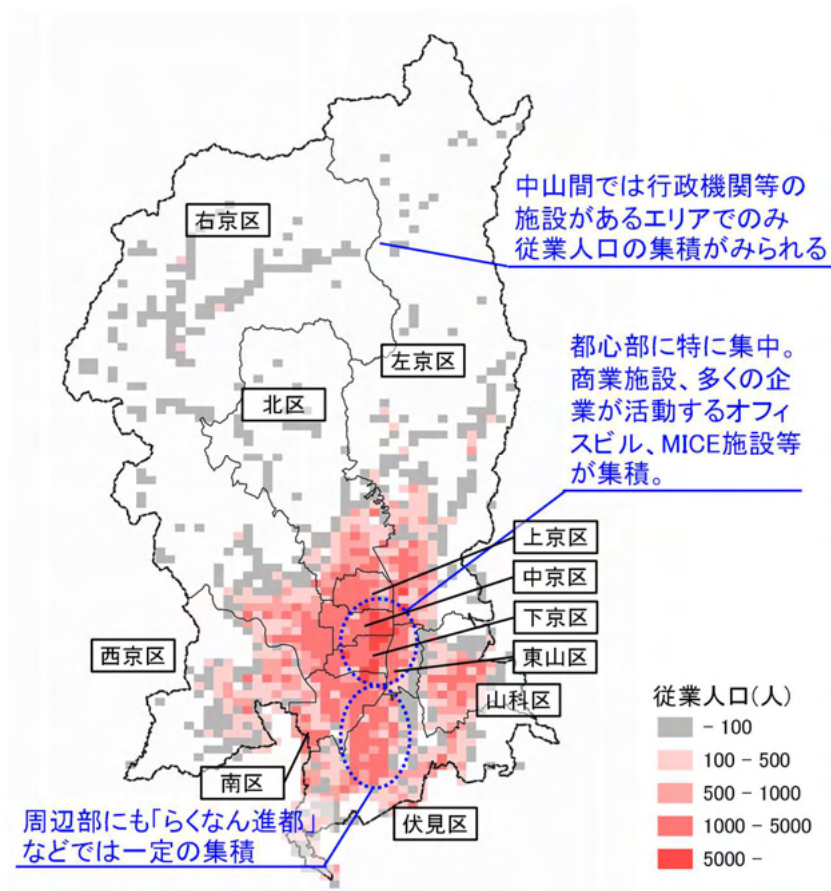 中山間では行政機関等の
施設があるエリアでのみ
従業人口の集積がみられる
右京区
都心部に特に集中。
商業施設、多くの企
業が活動するオフィ
スビル、MICE施設等
が集積。
左京区
北区
上京区
中京区
下京区
東山区
西京区
山科区
南区
伏見区
周辺部にも「らくなん進都」
などでは一定の集積
従業人口(人)
- 100
100 - 500
500 - 1000
1000 - 5000
5000 -